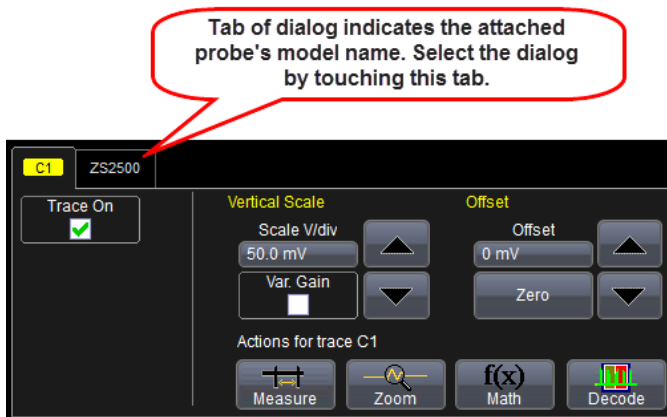 Tab of dialog indicates the attached
probe's model name. Select the dialog
by touching this tab.
C1 ZS2500
Trace On
Vertical Scale
Offset
Scale V/div
50.0 mV
Var. Gain
Offset
0 mV
Zero
Actions for trace C1
Measure
Zoom
f(x)
Math
Decode